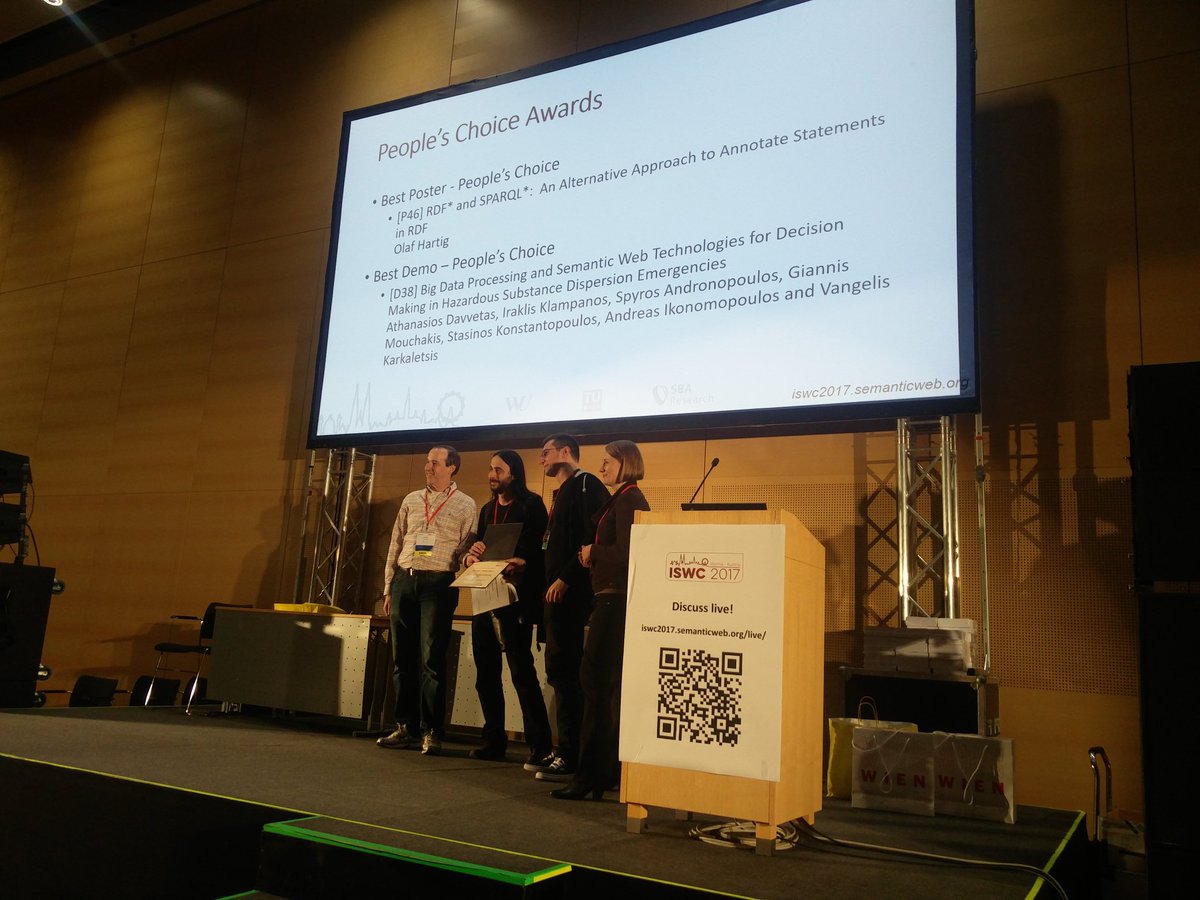 People's Choice Awards
• Best Poster - People's Choice
• [P46] RDF* and SPARQL*: An Alternative Approach to Annotate Statements
in RDF
Olaf Hartig
• Best Demo – People's Choice
• [D38] Big Data Processing and Semantic Web Technologies for Decision
Making in Hazardous Substance Dispersion Emergencies
Athanasios Davvetas, Iraklis Klampanos, Spyros Andronopoulos, Giannis
Mouchakis, Stasinos Konstantopoulos, Andreas Ikonomopoulos and Vangelis
Karkaletsis
SBA
Research
iswc2017.semanticweb.org
ISWC 2017
Discuss live!
iswc2017.semanticweb.org/live/
WIEN WIEN